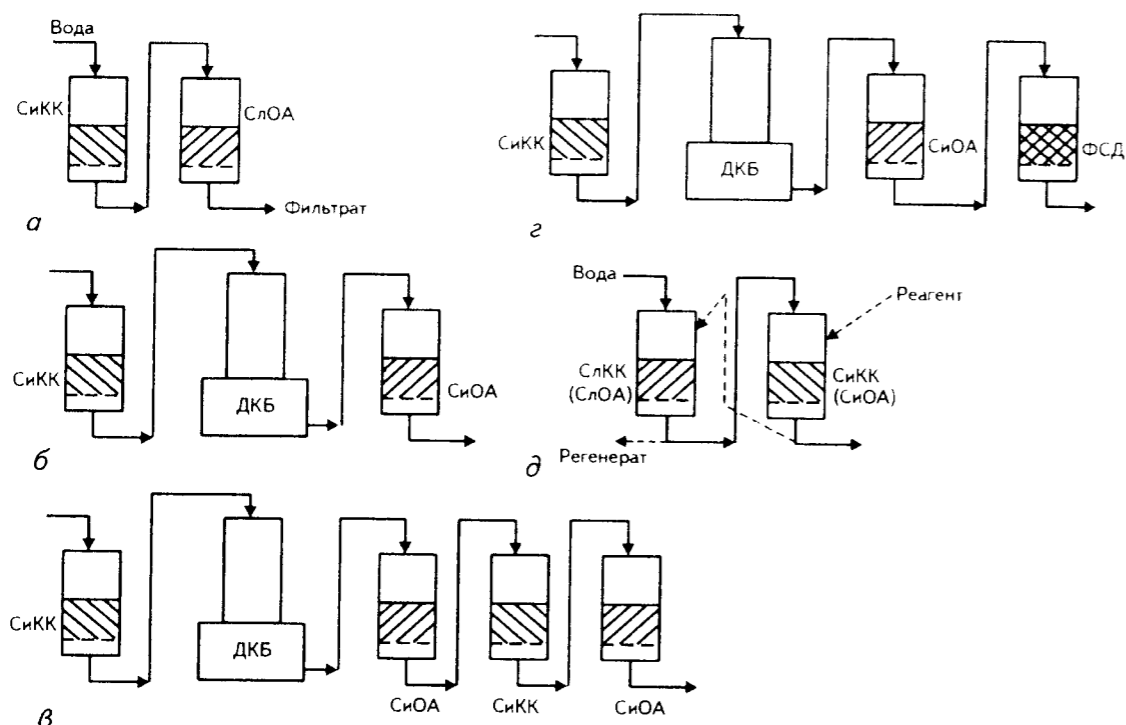 Вода
СиКК
СлОА
Фильтрат
а
СиКК
ДКБ
СиОА
ФСД
г
СиКК
ДКБ
СиОА
б
Вода
Реагент
СлКК
(СлОА)
СиКК
(СиОА)
Регенерат
д
СиКК
ДКБ
СиОА
СиКК
СиОА
в